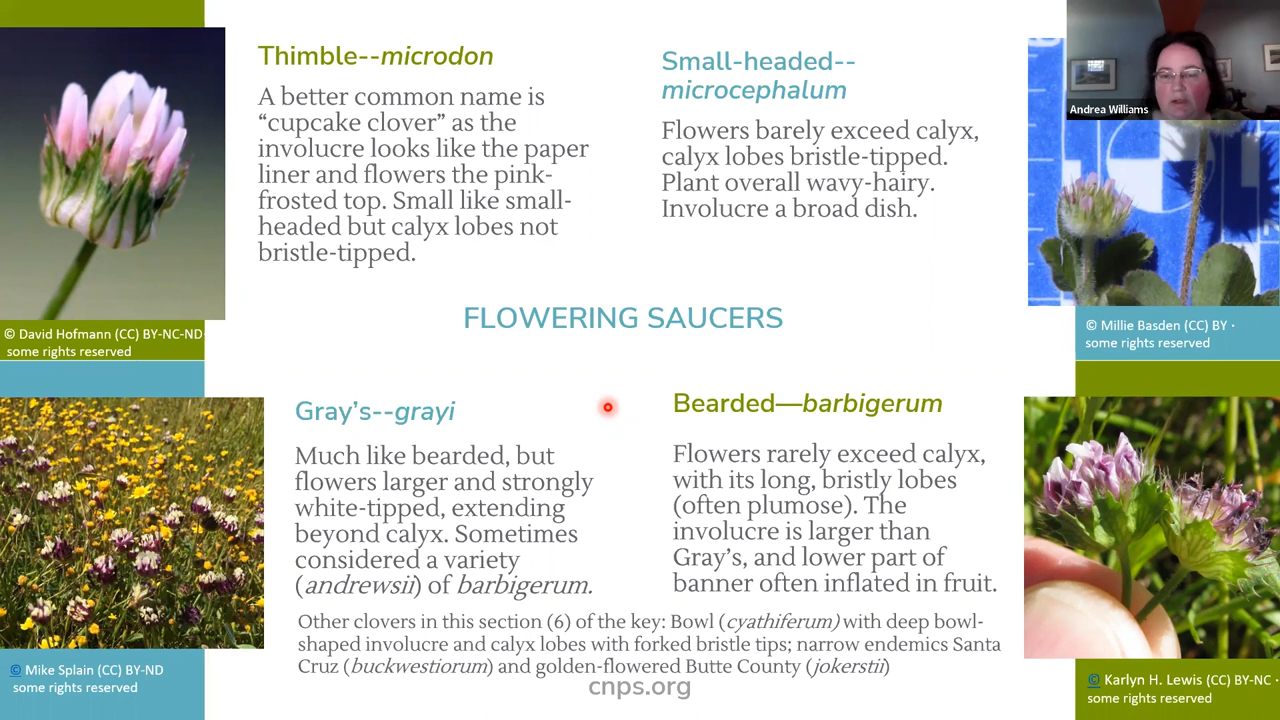 Thimble--microdon
A better common name is
“cupcake clover” as the
involucre looks like the paper
liner and flowers the pink-
frosted top. Small like small-
headed but calyx lobes not
bristle-tipped.
© David Hofmann (CC) BY-NC-ND
some rights reserved
Small-headed--
microcephalum
Flowers barely exceed calyx,
calyx lobes bristle-tipped.
Plant overall wavy-hairy.
Involucre a broad dish.
Andrea Williams
© Millie Basden (CC) BY ·
some rights reserved
FLOWERING SAUCERS
Gray’s--grayi
Much like bearded, but
flowers larger and strongly
white-tipped, extending
beyond calyx. Sometimes
considered a variety
(andrewsii) of barbigerum.
© Mike Splain (CC) BY-ND
some rights reserved
Bearded—barbigerum
Flowers rarely exceed calyx,
with its long, bristly lobes
(often plumose). The
involucre is larger than
Gray’s, and lower part of
banner often inflated in fruit.
© Karlyn H. Lewis (CC) BY-NC ·
some rights reserved
Other clovers in this section (6) of the key: Bowl (cyathiferum) with deep bowl-
shaped involucre and calyx lobes with forked bristle tips; narrow endemics Santa
Cruz (buckwestiorum) and golden-flowered Butte County (jokerstii)
cnps.org